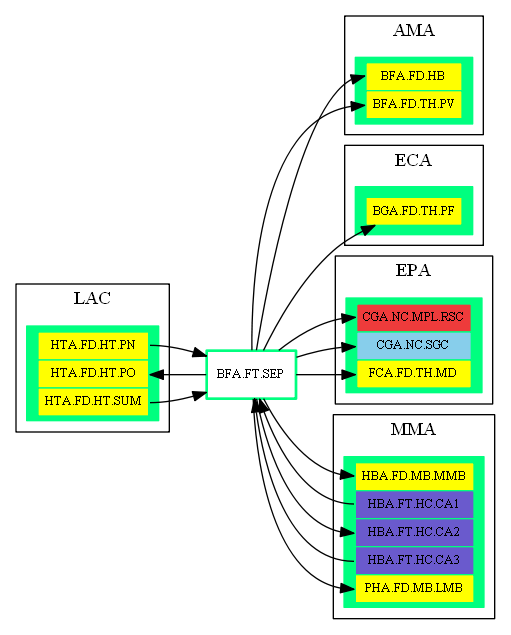 AMA
BFA.FD.HB
BFA.FD.TH.PV
ECA
BGA.FD.TH.PF
EPA
CGA.NC.MPL.RSC
CGA.NC.SGC
FCA.FD.TH.MD
LAC
HTA.FD.HT.PN
HTA.FD.HT.PO
HTA.FD.HT.SUM
BFA.FT.SEP
MMA
HBA.FD.MB.MMB
HBA.FT.HC.CA1
HBA.FT.HC.CA2
HBA.FT.HC.CA3
PHA.FD.MB.LMB